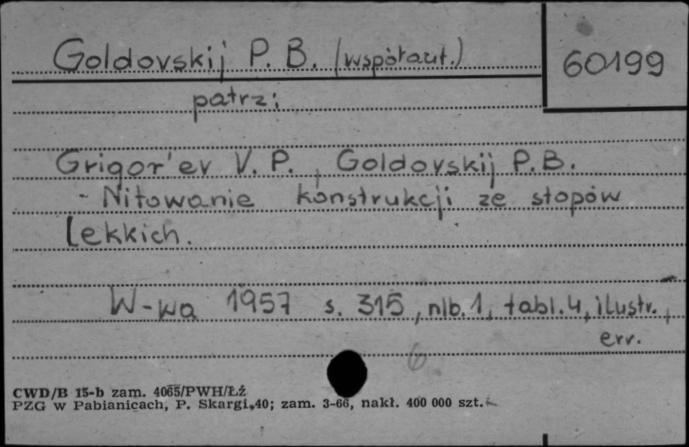 Goldovskij P. B. (współaut.)
60199
patrz:
Grigor'ev V. P., Goldovskij P. B.
- Nitowanie konstrukcji ze stopów
Lekkich.
W-wa 1957 s. 315, nlb. 1, tabl. 4, ilustr.,
err.
6
CWD/B 15-b zam. 4065/PWH/Łź
PZG w Pabianicach, P. Skargi 40; zam. 3-66, nakł. 400 000 szt.